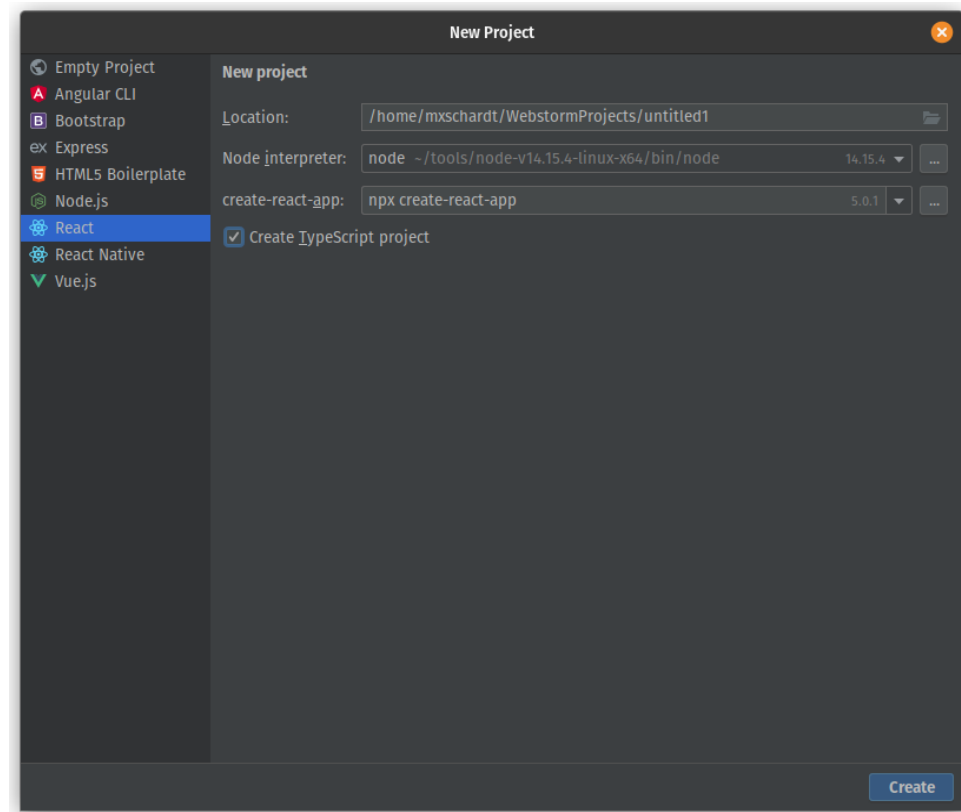 New Project
Empty Project
Angular CLI
Bootstrap
Express
HTML5 Boilerplate
Node.js
React
React Native
Vue.js
New project
Location: /home/mxschardt/WebstormProjects/untitled1
Node interpreter: node ~/tools/node-v14.15.4-linux-x64/bin/node 14.15.4 ...
create-react-app: npx create-react-app 5.0.1 ...
Create TypeScript project
Create